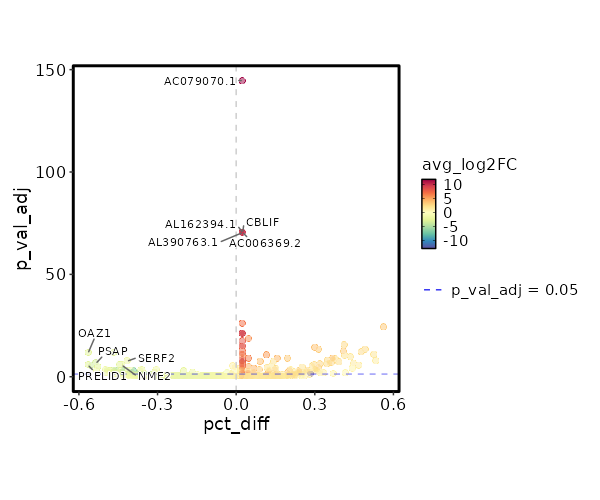 150
AC079070.1
100
AL162394.1
CBLIF
AL390763.1
AC006369.2
50
OAZ1
PSAP
SERF2
PRELID1
NME2
0
-0.6
-0.3
0.0
0.3
0.6
pct_diff
p_val_adj
avg_log2FC
10
5
0
-5
-10
p_val_adj = 0.05